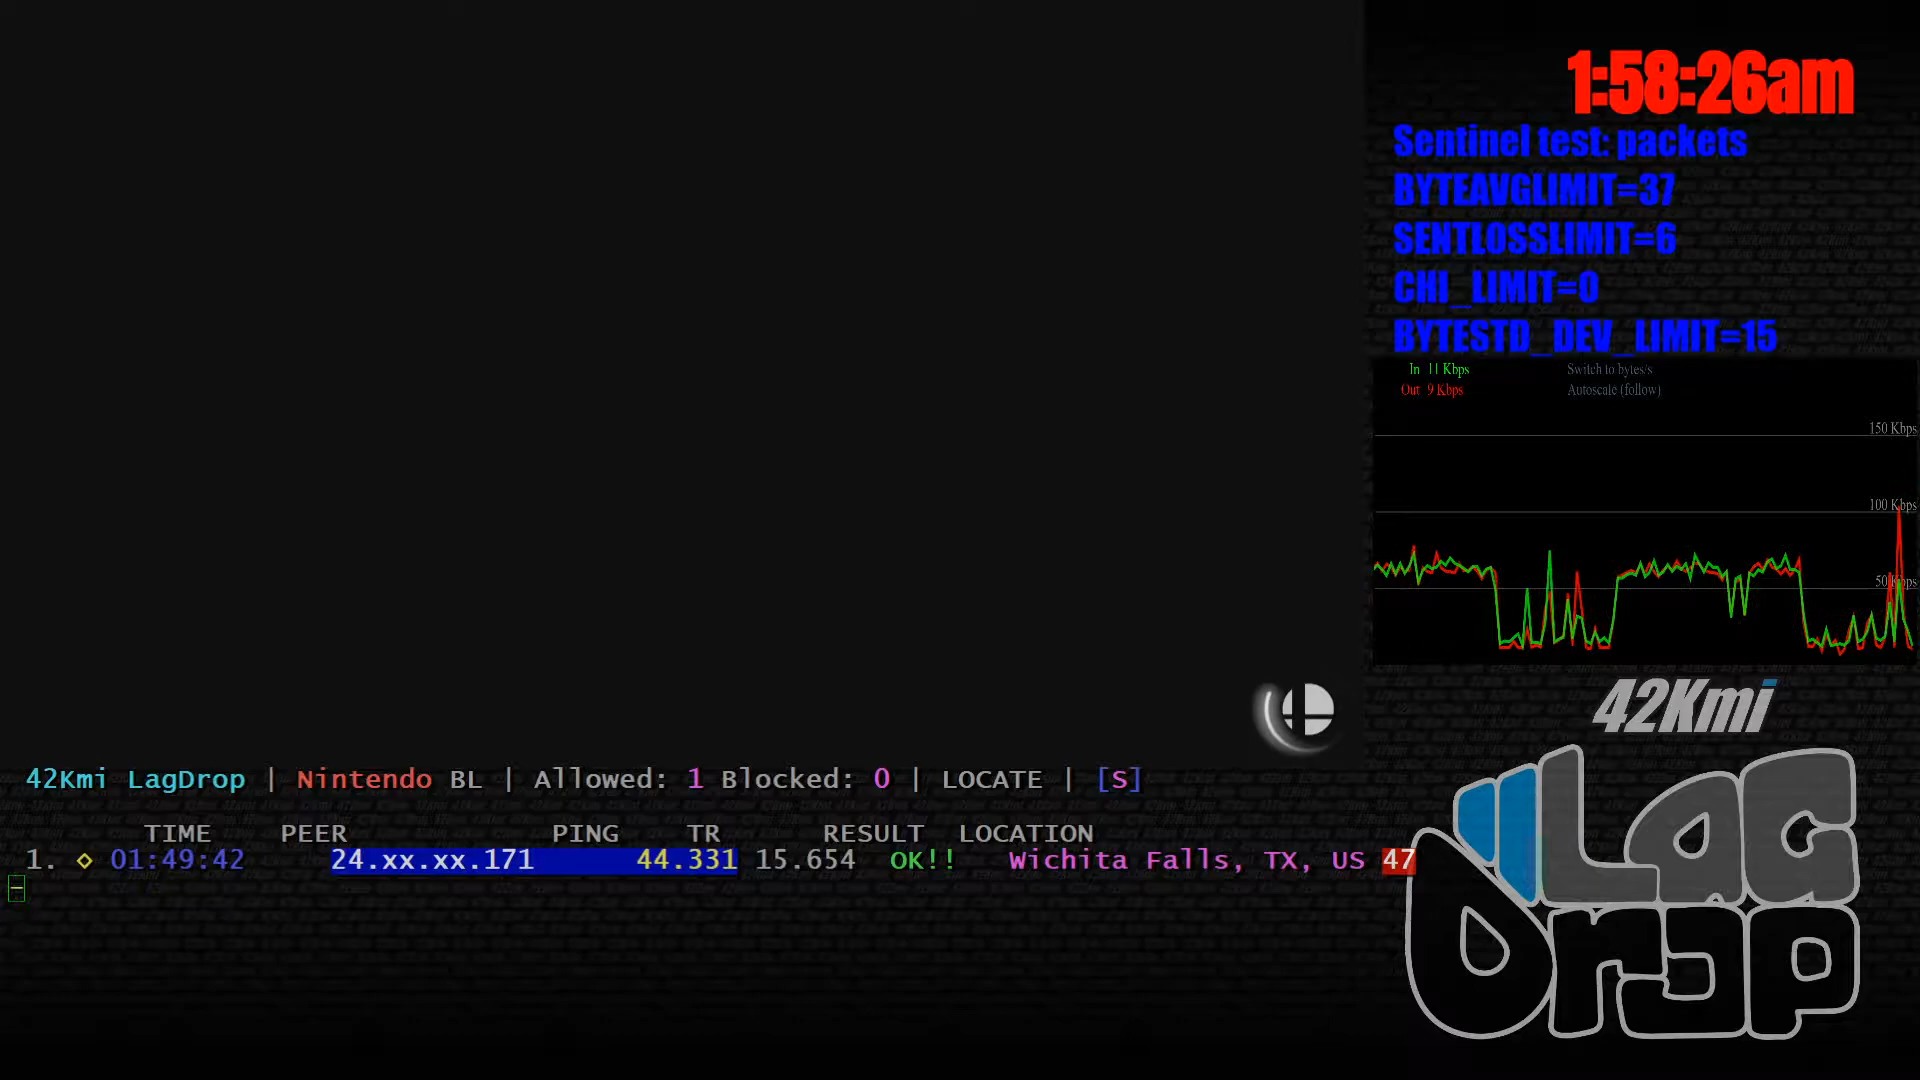 1:58:26am
Sentinel test: packets
BYTEAVGLIMIT=37
SENTLOSSLIMIT=6
CHI_LIMIT=0
BYTESTD_DEV_LIMIT=15
In 11 Kbps Switch to bytes/s
Out 9 Kbps Autoscale (follow)
150 Kbps
100 Kbps
50 Kbps
42Kmi
LagDrop
42Kmi LagDrop | Nintendo BL | Allowed: 1 Blocked: 0 | LOCATE | [S]
TIME PEER PING TR RESULT LOCATION
1. ◇ 01:49:42 24.xx.xx.171 44.331 15.654 OK!! Wichita Falls, TX, US 47